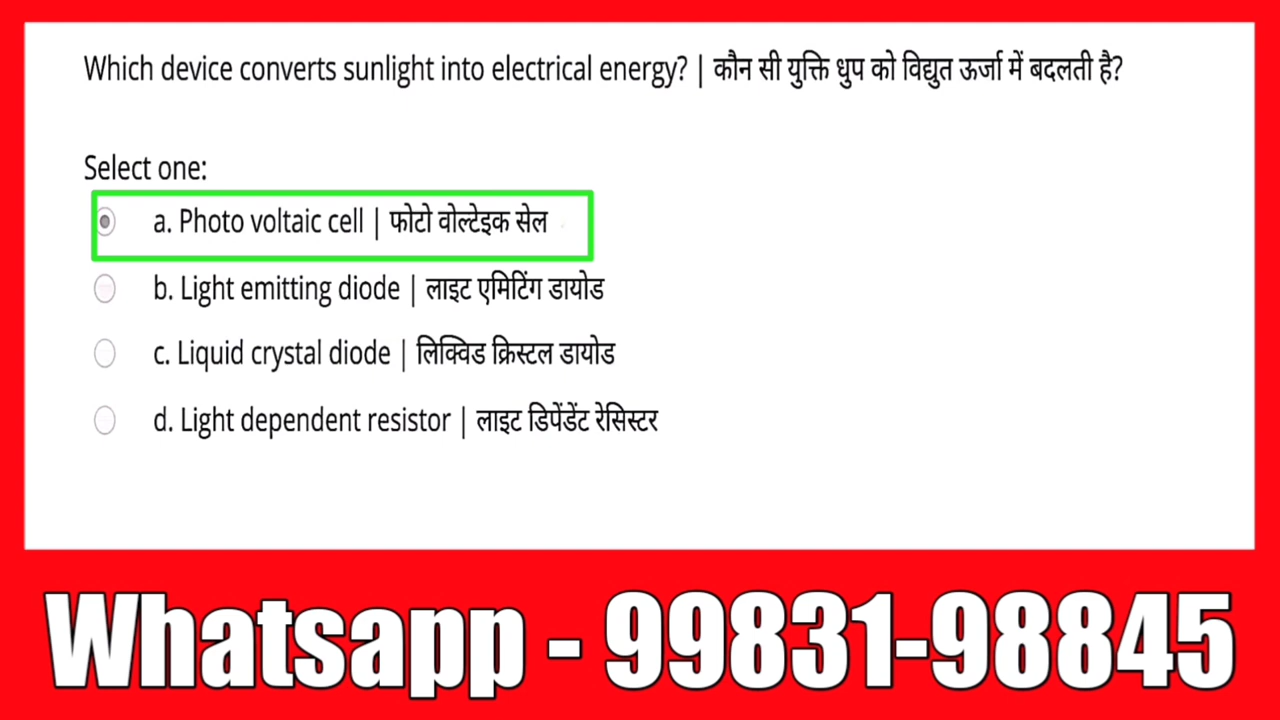 Which device converts sunlight into electrical energy? | कौन सी युक्ति धुप को विद्युत ऊर्जा में बदलती है?
Select one:
a. Photo voltaic cell | फोटो वोल्टेइक सेल
b. Light emitting diode | लाइट एमिटिंग डायोड
c. Liquid crystal diode | लिक्विड क्रिस्टल डायोड
d. Light dependent resistor | लाइट डिपेंडेंट रेसिस्टर
Whatsapp - 99831-98845